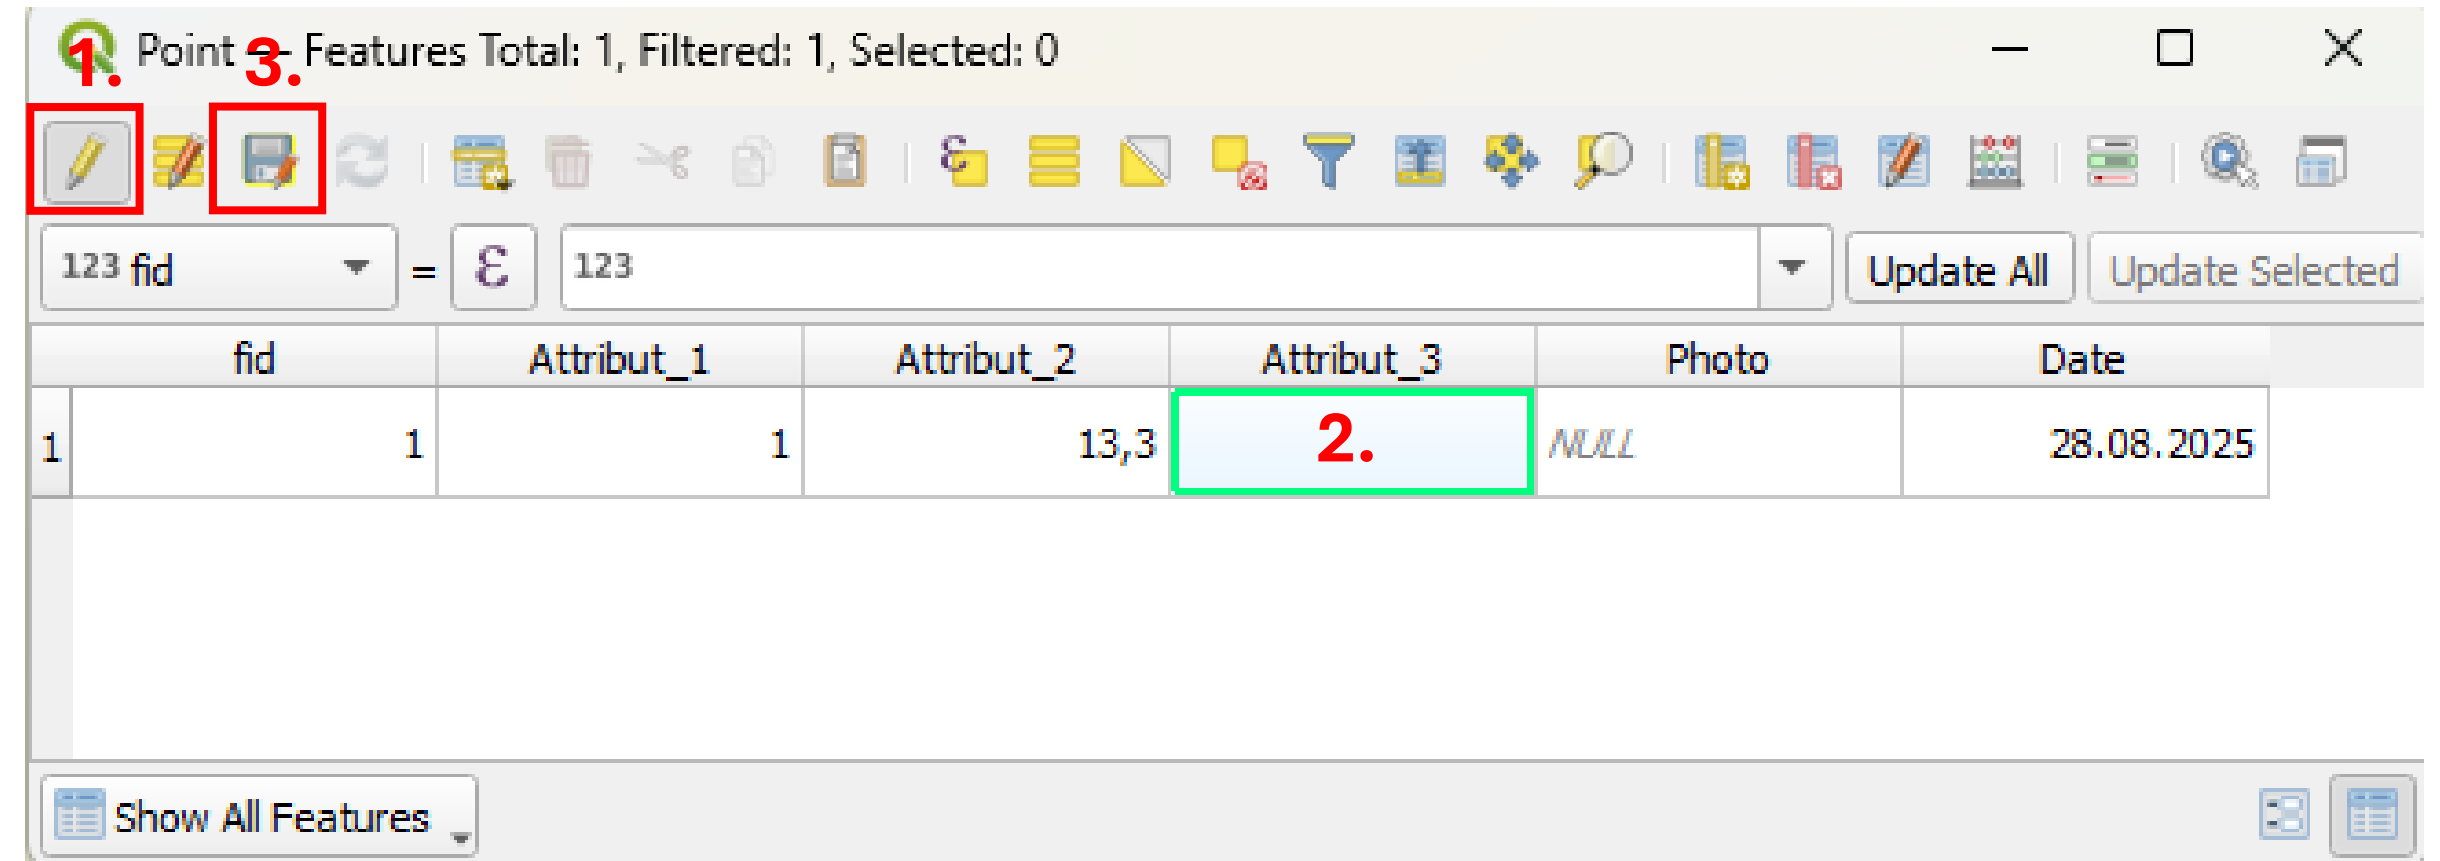 Point — Features Total: 1, Filtered: 1, Selected: 0
1. 3.
123 fid = ε 123 Update All Update Selected
fid Attribut_1 Attribut_2 Attribut_3 Photo Date
1 1 1 13,3 2. NULL 28.08.2025
Show All Features